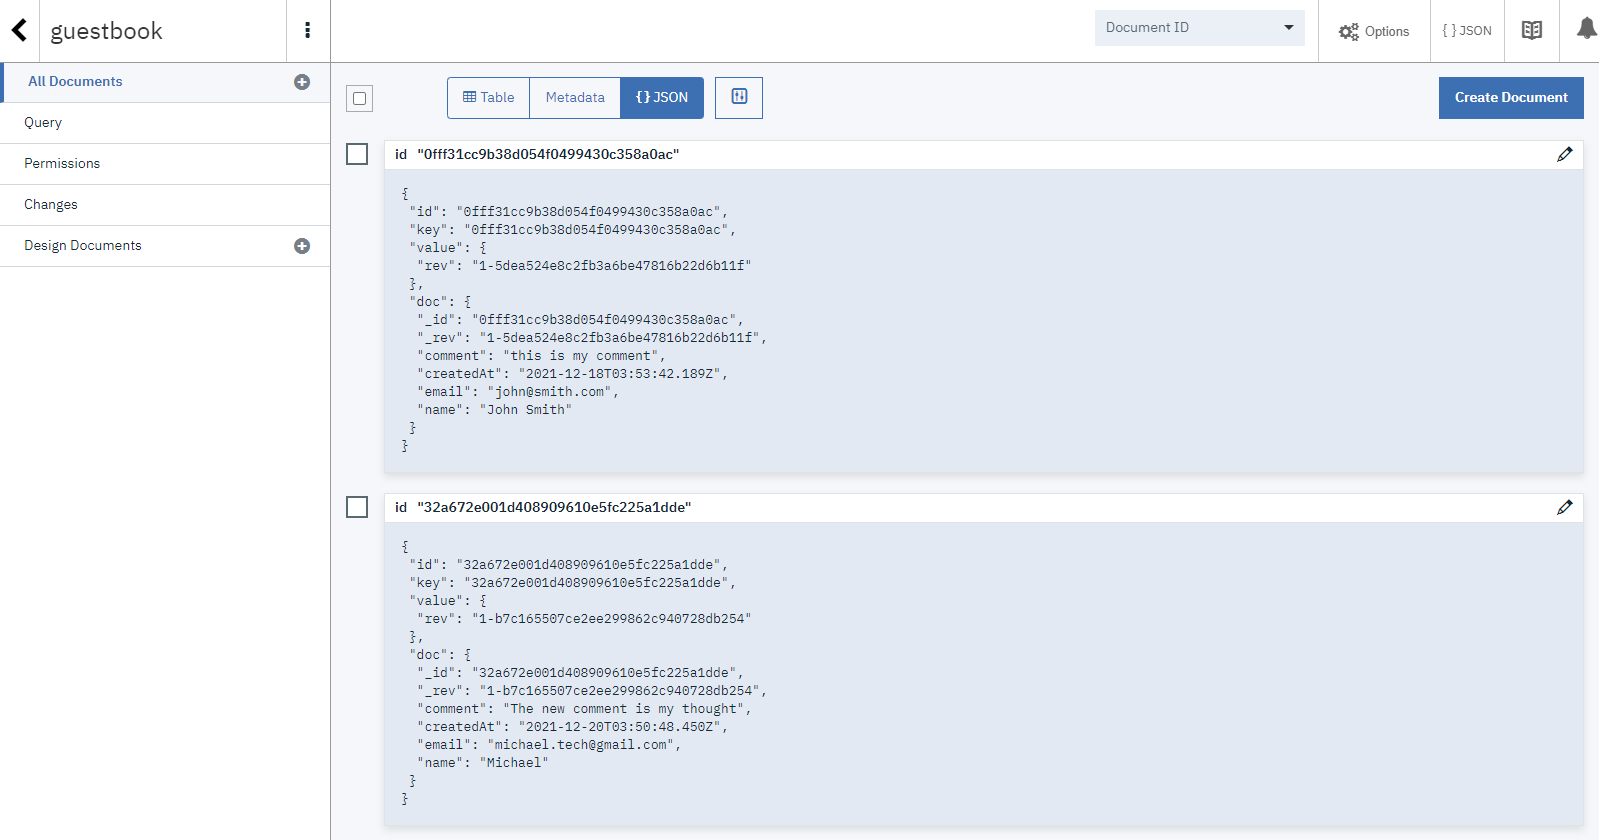 guestbook
Document ID
Options
{ } JSON
All Documents
Query
Permissions
Changes
Design Documents
Table
Metadata
{} JSON
Create Document
id "0fff31cc9b38d054f0499430c358a0ac"
{
"id": "0fff31cc9b38d054f0499430c358a0ac",
"key": "0fff31cc9b38d054f0499430c358a0ac",
"value": {
"rev": "1-5dea524e8c2fb3a6be47816b22d6b11f"
},
"doc": {
"_id": "0fff31cc9b38d054f0499430c358a0ac",
"_rev": "1-5dea524e8c2fb3a6be47816b22d6b11f",
"comment": "this is my comment",
"createdAt": "2021-12-18T03:53:42.189Z",
"email": "john@smith.com",
"name": "John Smith"
}
}
id "32a672e001d408909610e5fc225a1dde"
{
"id": "32a672e001d408909610e5fc225a1dde",
"key": "32a672e001d408909610e5fc225a1dde",
"value": {
"rev": "1-b7c165507ce2ee299862c940728db254"
},
"doc": {
"_id": "32a672e001d408909610e5fc225a1dde",
"_rev": "1-b7c165507ce2ee299862c940728db254",
"comment": "The new comment is my thought",
"createdAt": "2021-12-20T03:50:48.450Z",
"email": "michael.tech@gmail.com",
"name": "Michael"
}
}